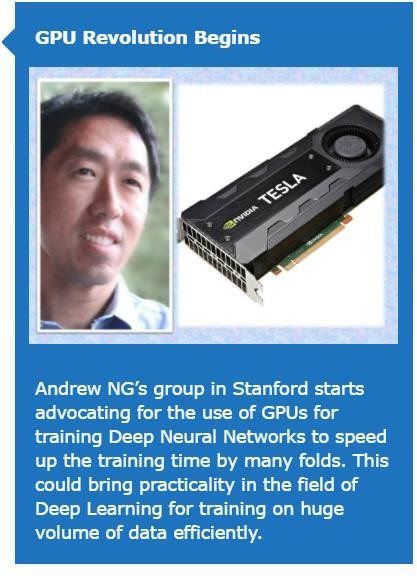 GPU Revolution Begins
NVIDIA TESLA
Andrew NG’s group in Stanford starts
advocating for the use of GPUs for
training Deep Neural Networks to speed
up the training time by many folds. This
could bring practicality in the field of
Deep Learning for training on huge
volume of data efficiently.